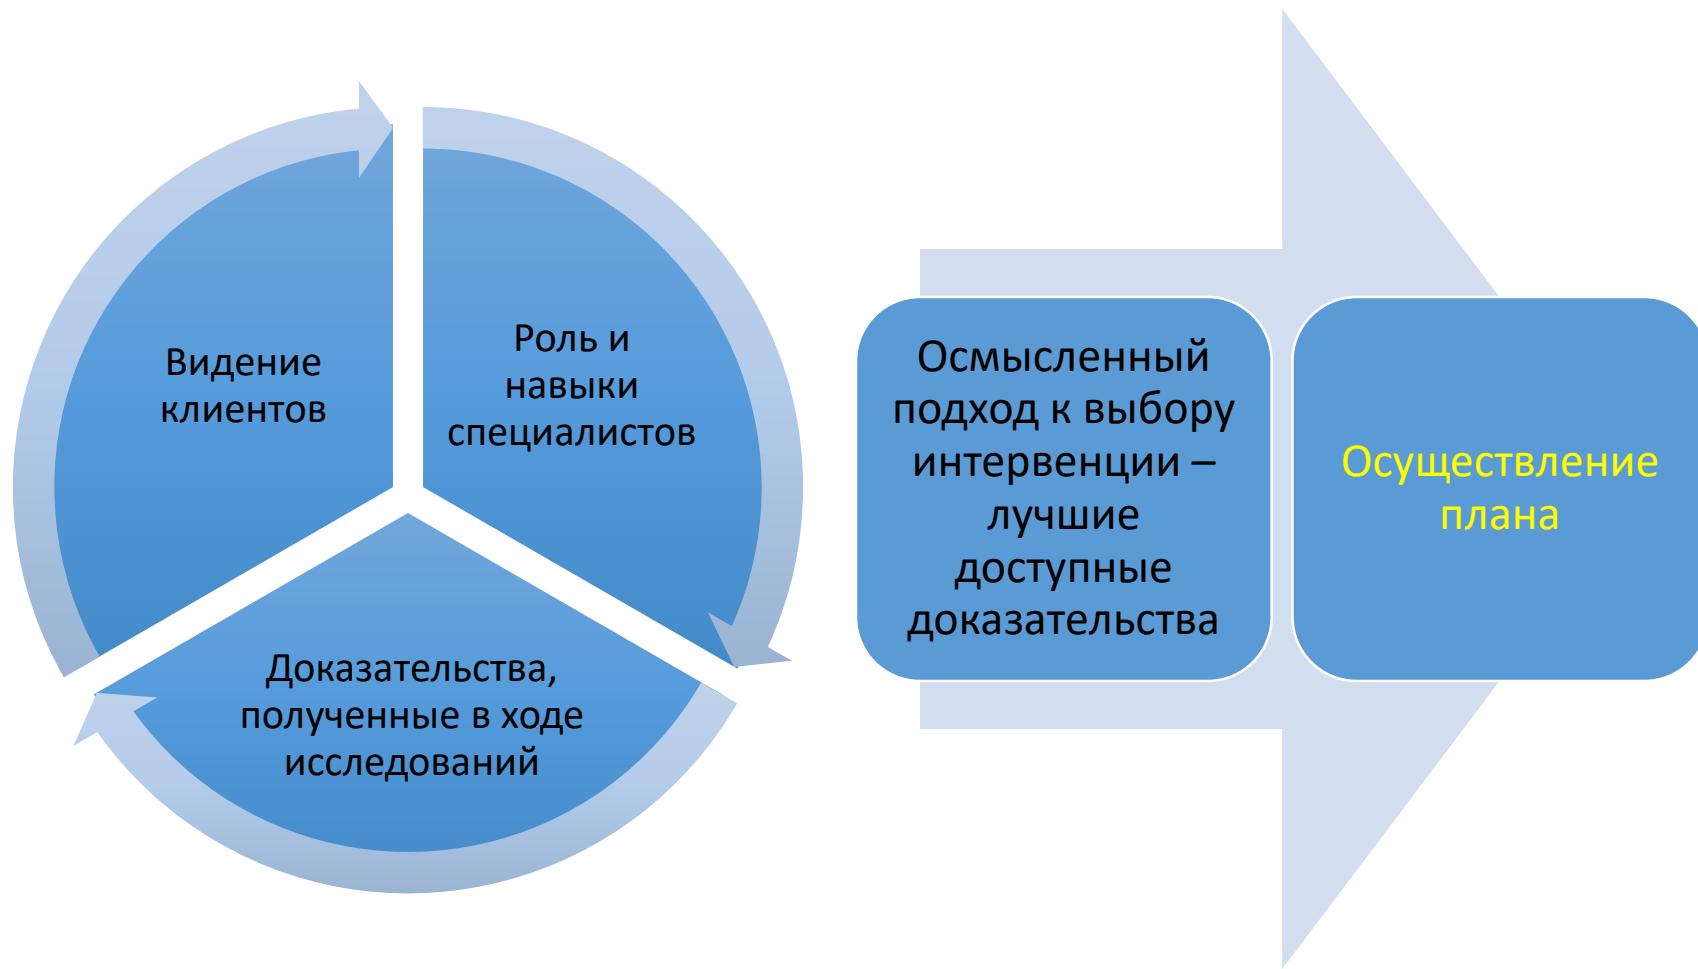 Видение
клиентов
Роль и
навыки
специалистов
Доказательства,
полученные в ходе
исследований
Осмысленный
подход к выбору
интервенции –
лучшие
доступные
доказательства
Осуществление
плана